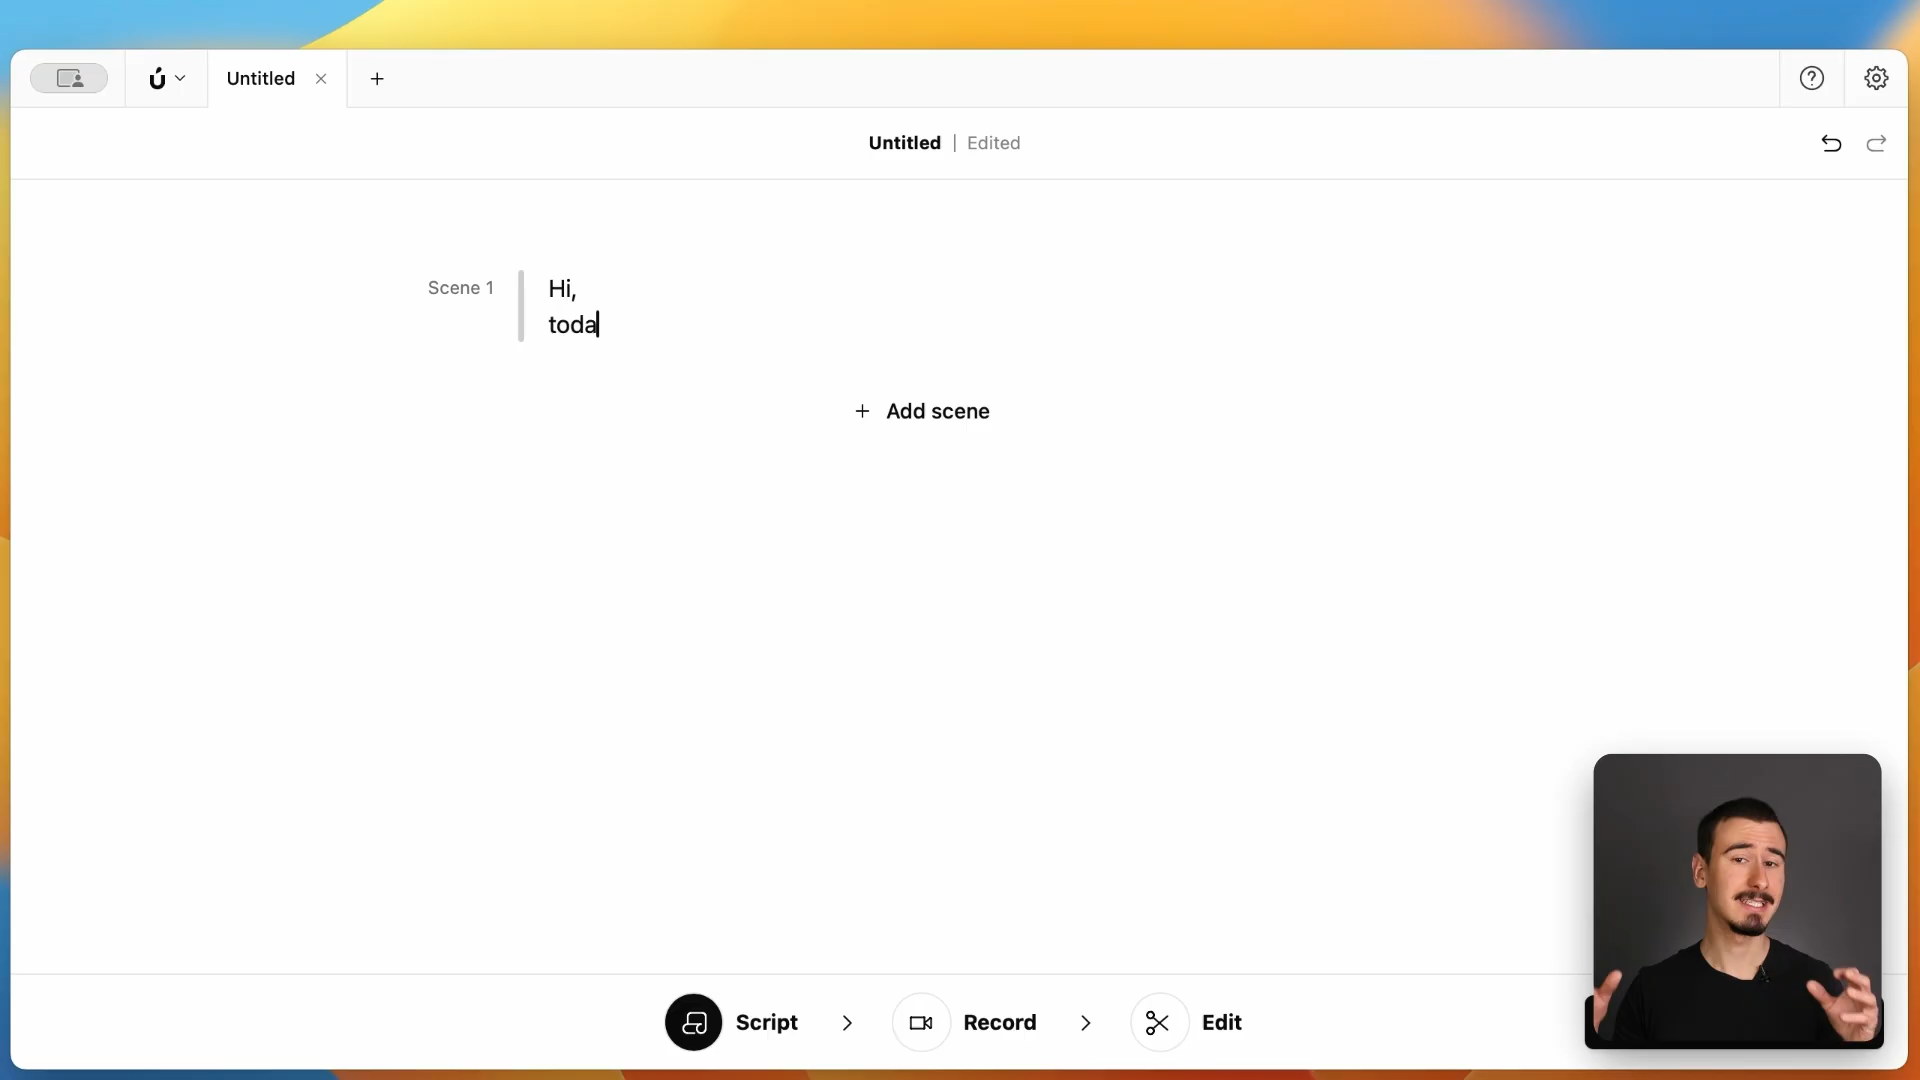 Untitled
Untitled | Edited
Scene 1
Hi,
toda
+ Add scene
Script
Record
Edit